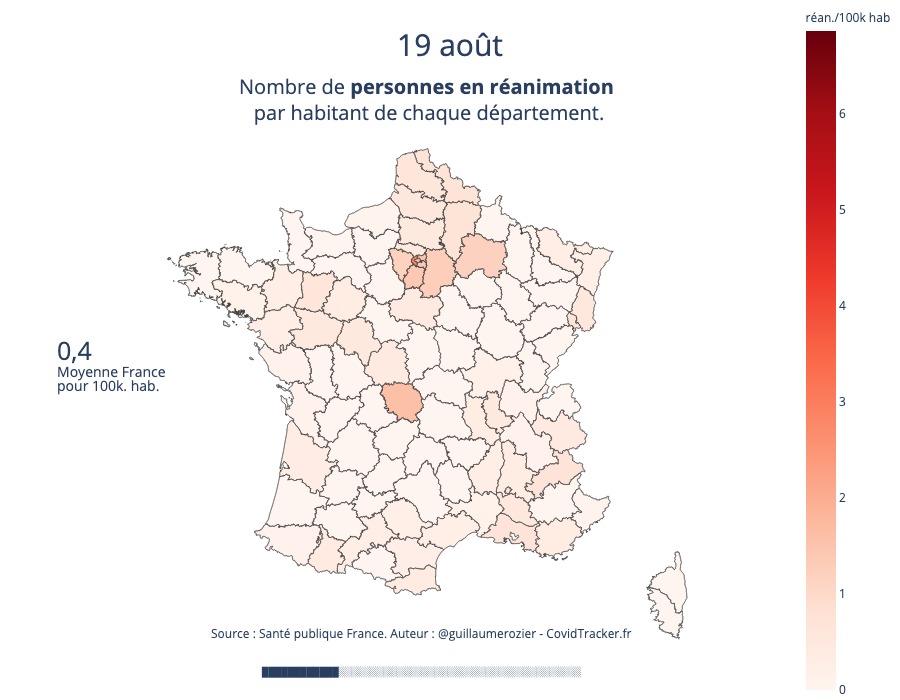 réan./100k hab
19 août
Nombre de personnes en réanimation
par habitant de chaque département.
6
5
4
3
2
1
0
0,4
Moyenne France
pour 100k. hab.
Source : Santé publique France. Auteur : @guillaumerozier - CovidTracker.fr